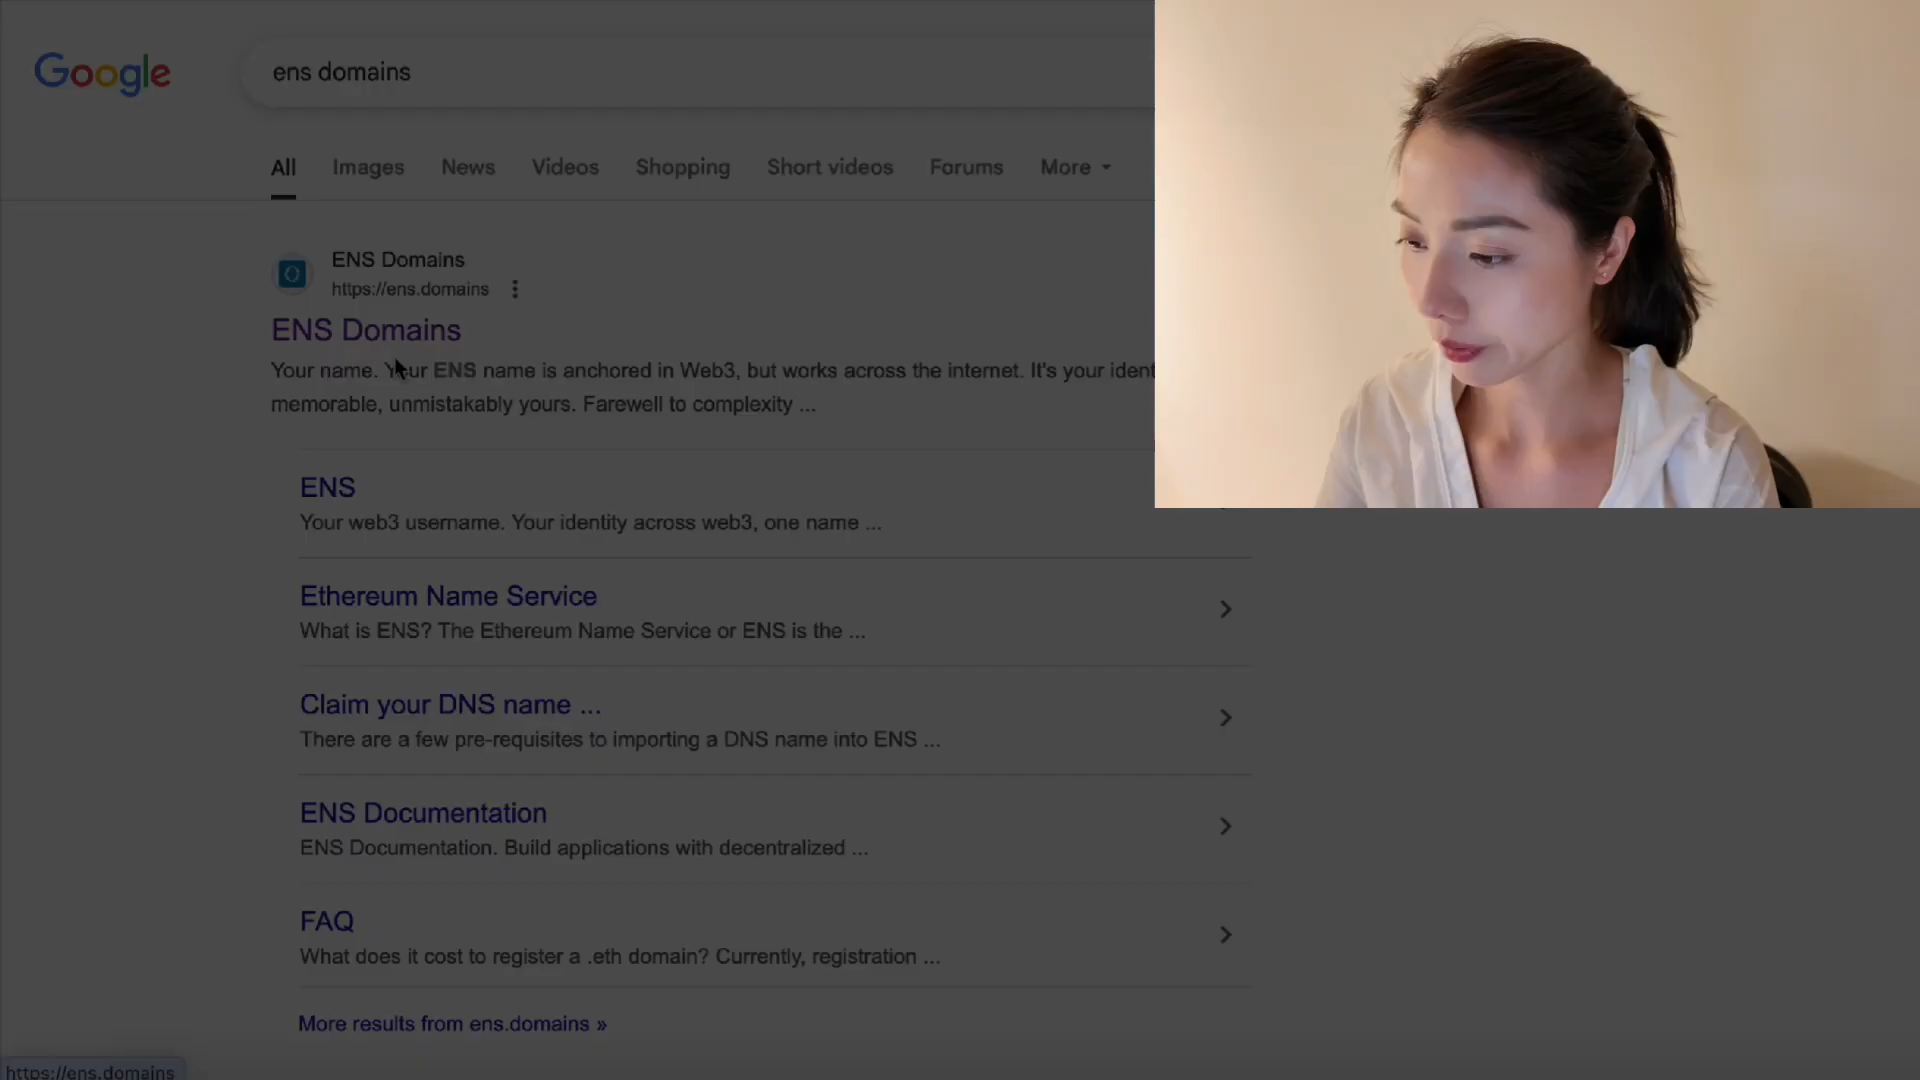 Google
ens domains
All Images News Videos Shopping Short videos Forums More
ENS Domains
https://ens.domains
ENS Domains
Your name. Your ENS name is anchored in Web3, but works across the internet. It's your ident
memorable, unmistakably yours. Farewell to complexity ...
ENS
Your web3 username. Your identity across web3, one name ...
Ethereum Name Service
What is ENS? The Ethereum Name Service or ENS is the ...
Claim your DNS name ...
There are a few pre-requisites to importing a DNS name into ENS ...
ENS Documentation
ENS Documentation. Build applications with decentralized ...
FAQ
What does it cost to register a .eth domain? Currently, registration ...
More results from ens.domains »
https://ens.domains